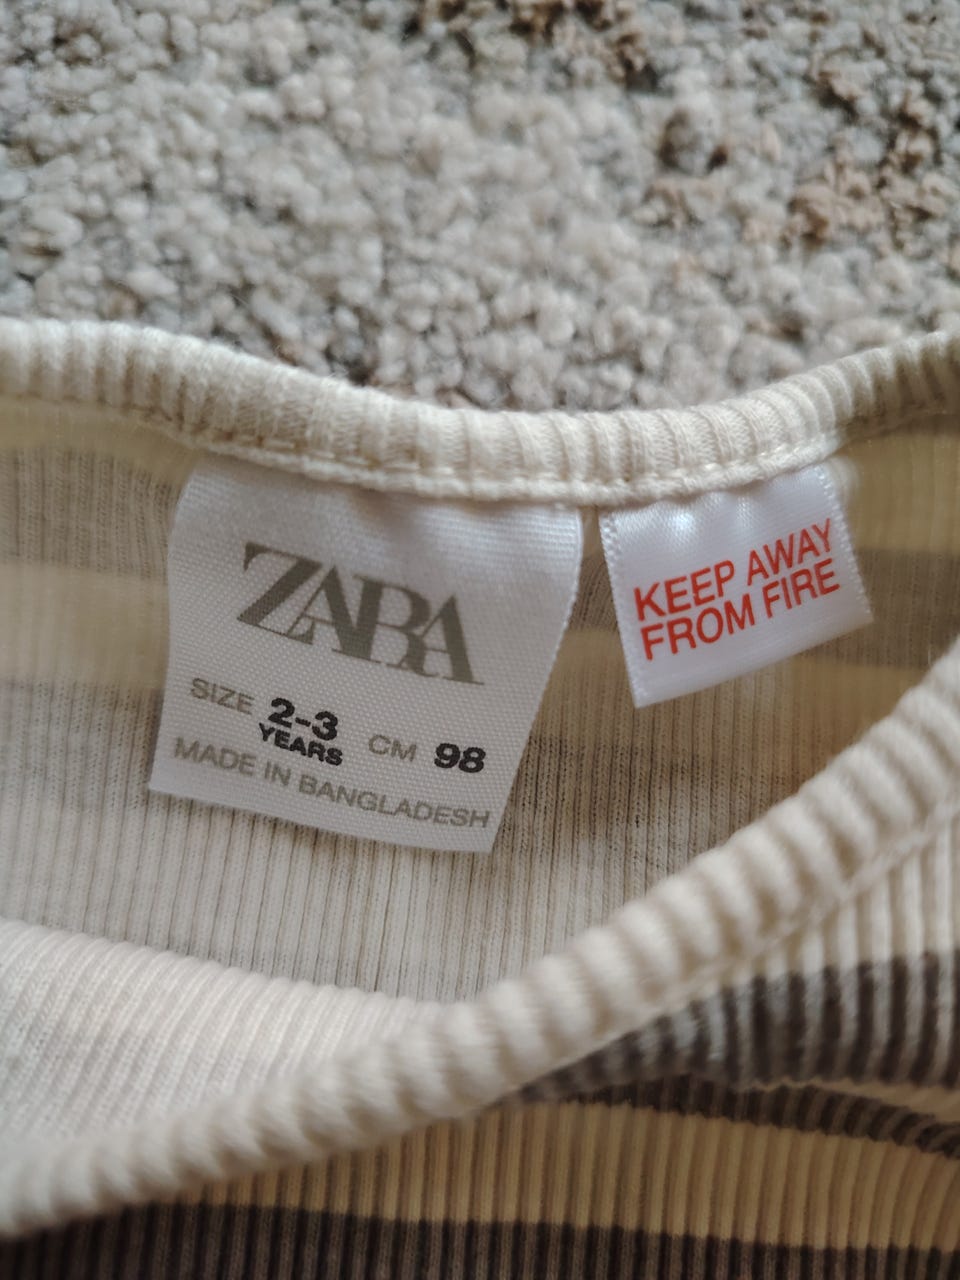 ZARA
SIZE 2-3 YEARS CM 98
MADE IN BANGLADESH
KEEP AWAY
FROM FIRE